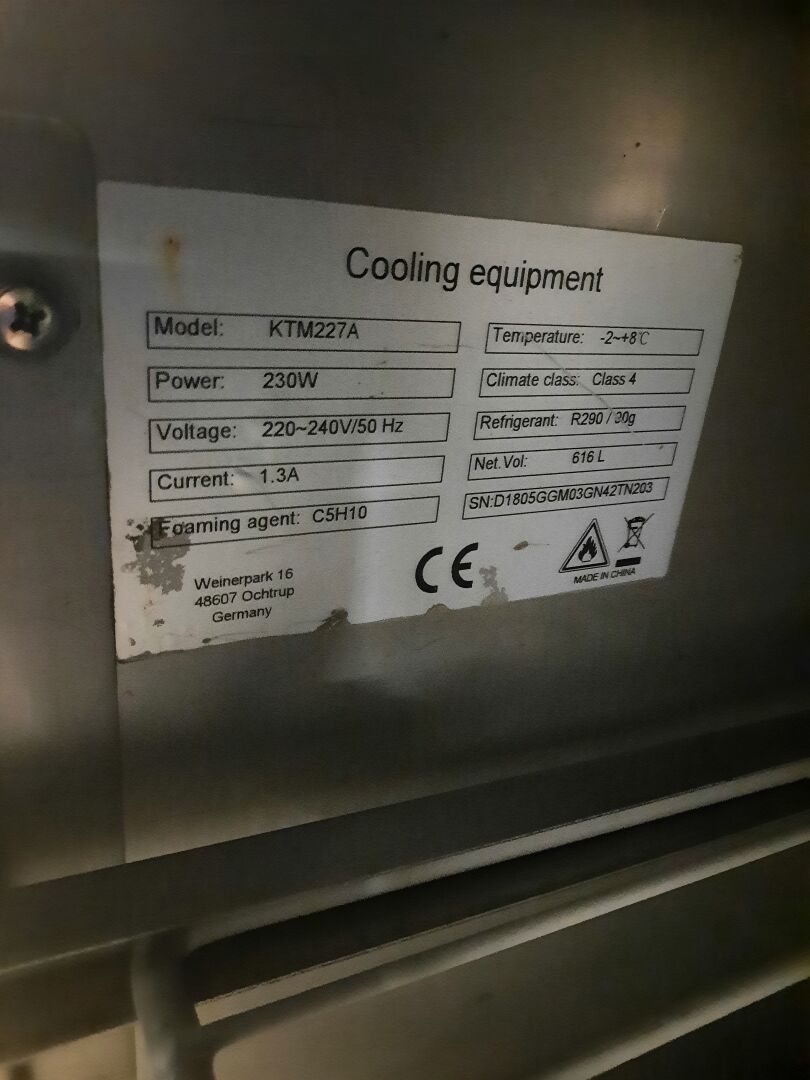 Cooling equipment
Model: KTM227A
Power: 230W
Voltage: 220~240V/50 Hz
Current: 1.3A
Foaming agent: C5H10
Temperature: -2~+8℃
Climate class: Class 4
Refrigerant: R290 / 90g
Net.Vol: 616 L
SN:D1805GGM03GN42TN203
Weinerpark 16
48607 Ochtrup
Germany
CE
MADE IN CHINA